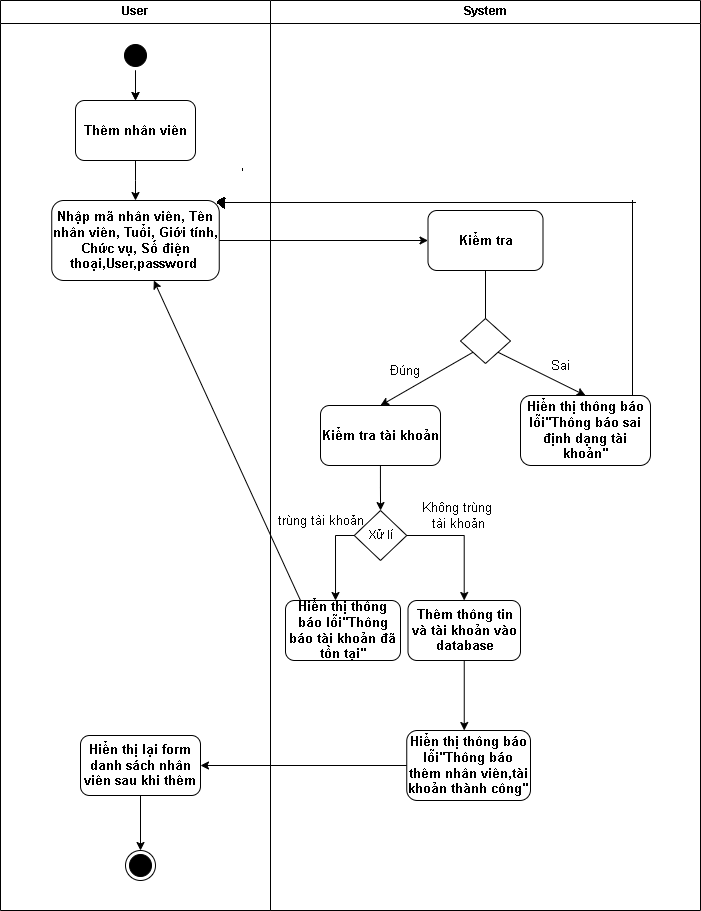 User
System
Thêm nhân viên
Nhập mã nhân viên, Tên
nhân viên, Tuổi, Giới tính,
Chức vụ, Số điện
thoại,User,password
Kiểm tra
Đúng
Sai
Kiểm tra tài khoản
Hiển thị thông báo
lỗi"Thông báo sai
định dạng tài
khoản"
trùng tài khoản
Xử lí
Không trùng
tài khoản
Hiển thị thông
báo lỗi"Thông
báo tài khoản đã
tồn tại"
Thêm thông tin
và tài khoản vào
database
Hiển thị lại form
danh sách nhân
viên sau khi thêm
Hiển thị thông báo
lỗi"Thông báo
thêm nhân viên,tài
khoản thành công"